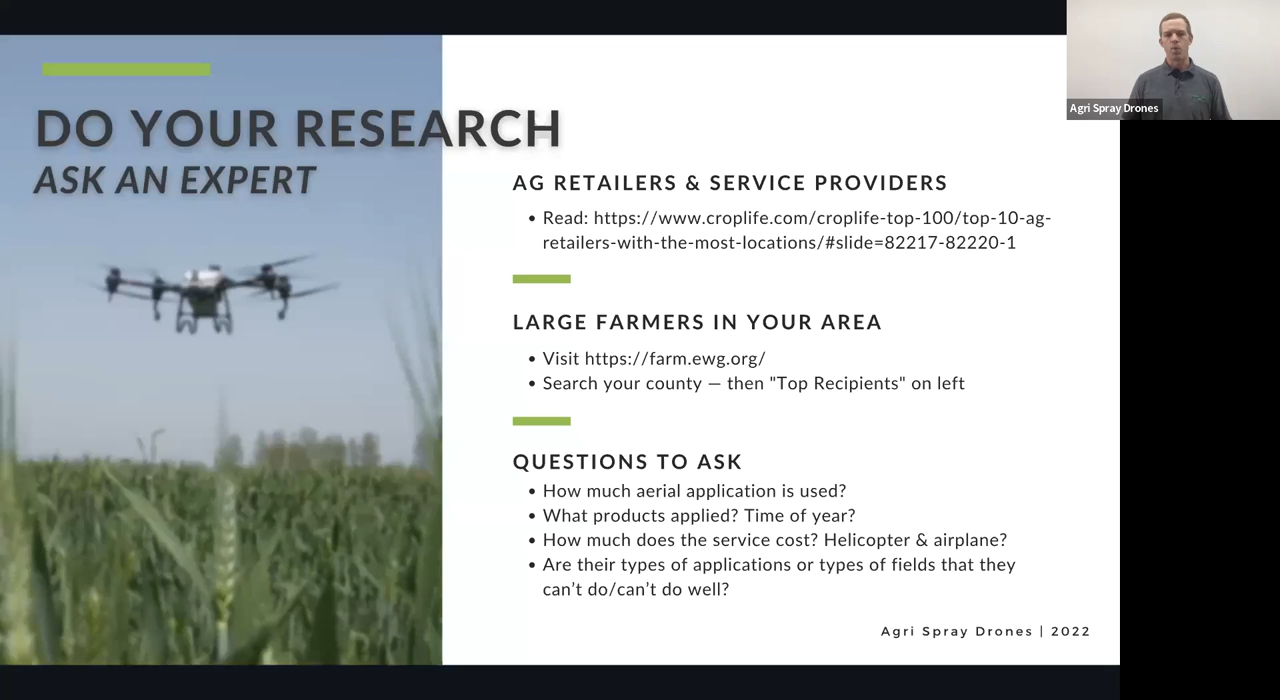 DO YOUR RESEARCH
ASK AN EXPERT
AG RETAILERS & SERVICE PROVIDERS
• Read: https://www.croplife.com/croplife-top-100/top-10-ag-
retailers-with-the-most-locations/#slide=82217-82220-1
LARGE FARMERS IN YOUR AREA
• Visit https://farm.ewg.org/
• Search your county — then "Top Recipients" on left
QUESTIONS TO ASK
• How much aerial application is used?
• What products applied? Time of year?
• How much does the service cost? Helicopter & airplane?
• Are their types of applications or types of fields that they
can’t do/can’t do well?
Agri Spray Drones | 2022
Agri Spray Drones